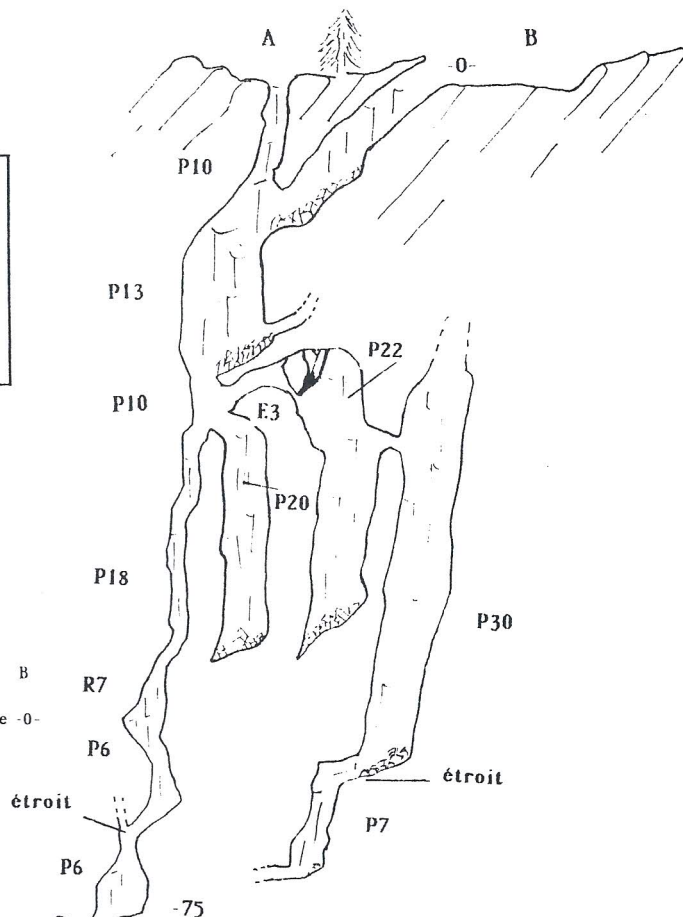 A
B
-0-
P10
P13
P22
P10
E3
P20
P18
P30
B
R7
e -0-
P6
étroit
étroit
P7
P6
-75